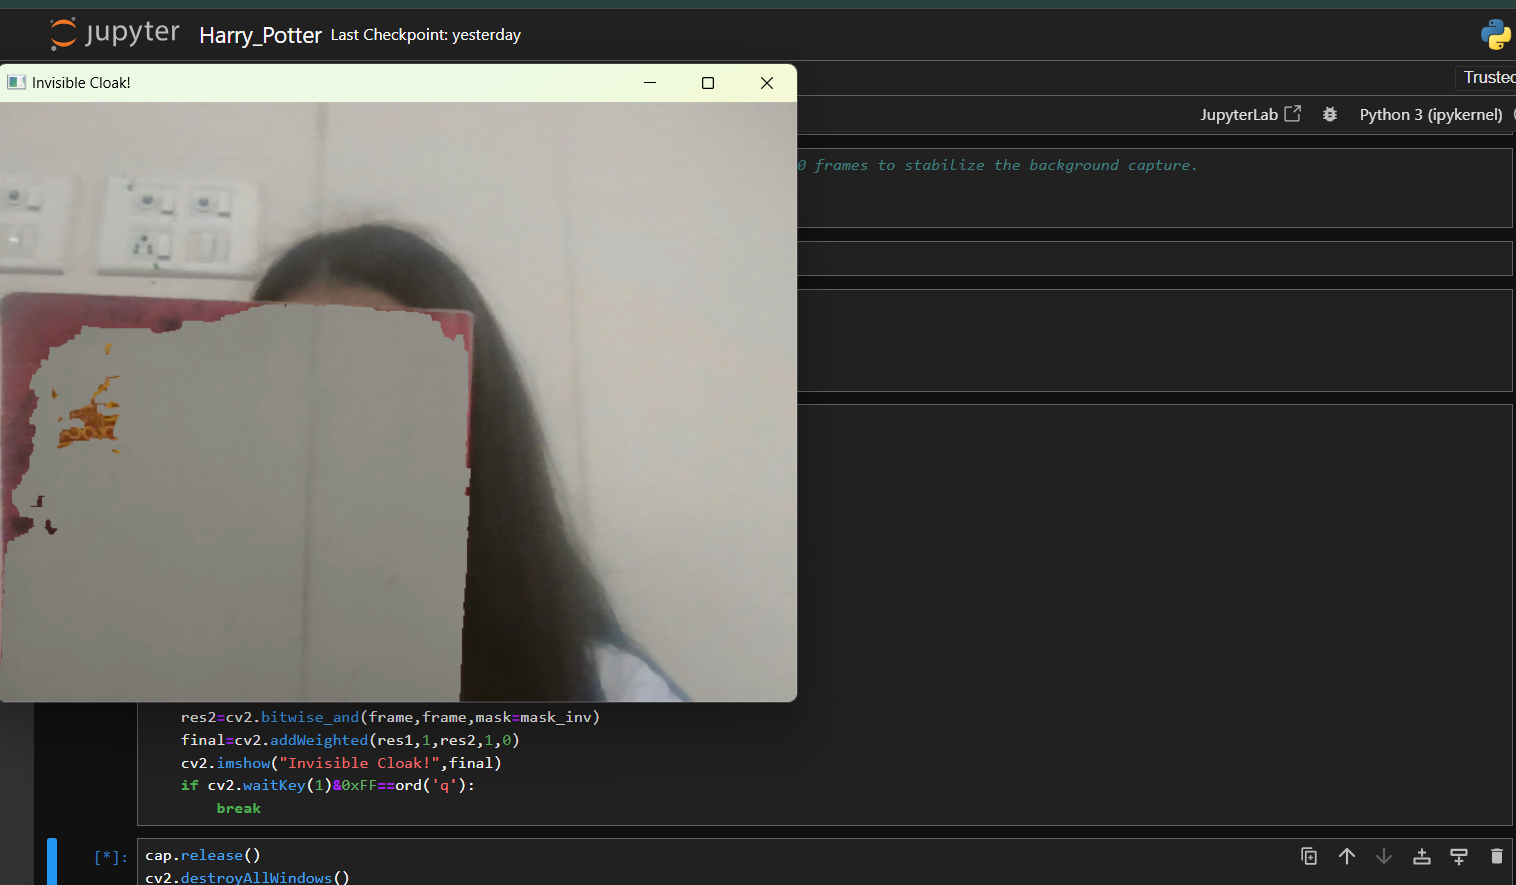 jupyter Harry_Potter Last Checkpoint: yesterday
Invisible Cloak!
Trusted
JupyterLab Python 3 (ipykernel)
0 frames to stabilize the background capture.
res2=cv2.bitwise_and(frame,frame,mask=mask_inv)
final=cv2.addWeighted(res1,1,res2,1,0)
cv2.imshow("Invisible Cloak!",final)
if cv2.waitKey(1)&0xFF==ord('q'):
break
[*]: cap.release()
cv2.destroyAllWindows()